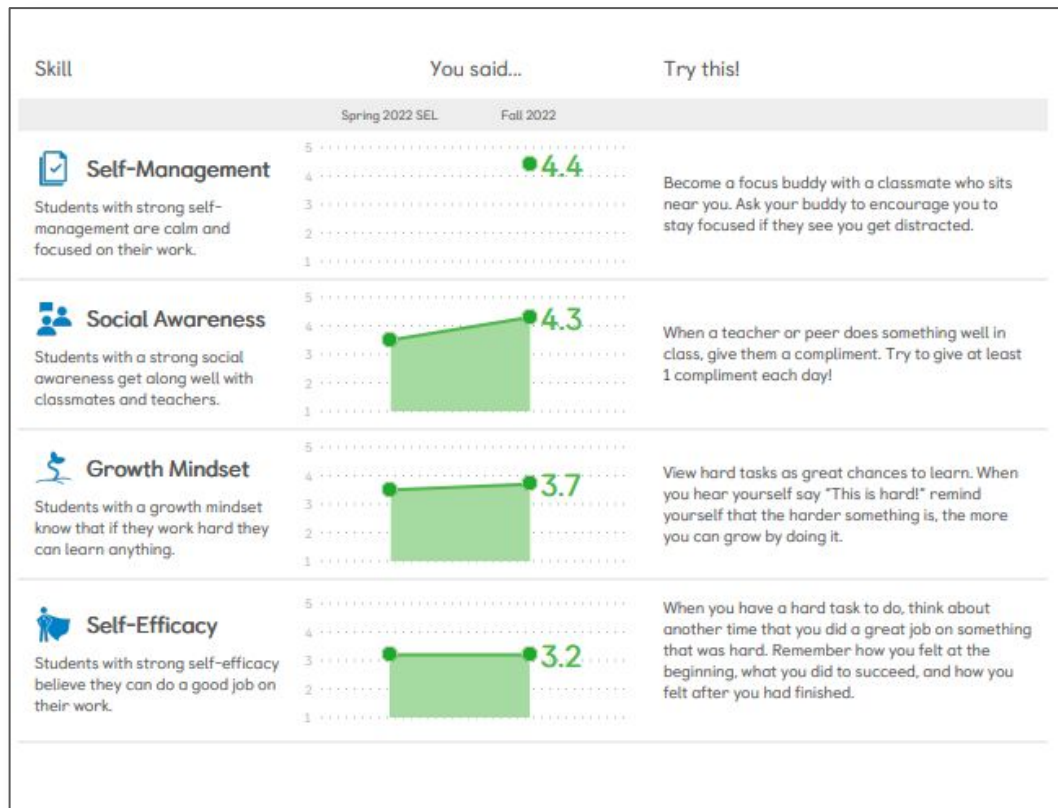 Skill
You said...
Try this!
Spring 2022 SEL
Fall 2022
Self-Management
Students with strong self-
management are calm and
focused on their work.
5
4
3
2
1
4.4
Become a focus buddy with a classmate who sits
near you. Ask your buddy to encourage you to
stay focused if they see you get distracted.
Social Awareness
Students with a strong social
awareness get along well with
classmates and teachers.
5
4
3
2
1
4.3
When a teacher or peer does something well in
class, give them a compliment. Try to give at least
1 compliment each day!
Growth Mindset
Students with a growth mindset
know that if they work hard they
can learn anything.
5
4
3
2
1
3.7
View hard tasks as great chances to learn. When
you hear yourself say "This is hard!" remind
yourself that the harder something is, the more
you can grow by doing it.
Self-Efficacy
Students with strong self-efficacy
believe they can do a good job on
their work.
5
4
3
2
1
3.2
When you have a hard task to do, think about
another time that you did a great job on something
that was hard. Remember how you felt at the
beginning, what you did to succeed, and how you
felt after you had finished.